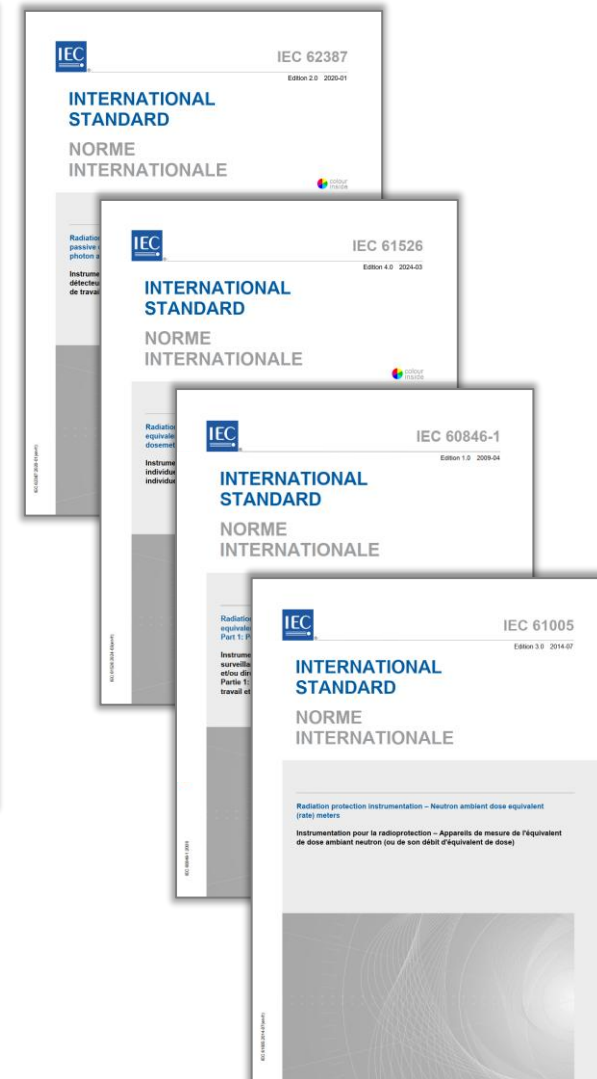 IEC
IEC 62387
Edition 2.0 2020-01
INTERNATIONAL
STANDARD
NORME
INTERNATIONALE
colour
inside
Radiation
passive
photon a
Instrume
détecteu
de travai
IEC
IEC 61526
Edition 4.0 2024-03
INTERNATIONAL
STANDARD
NORME
INTERNATIONALE
colour
inside
Radiatio
equivale
dosemet
Instrume
individue
individue
IEC
IEC 60846-1
Edition 1.0 2009-04
INTERNATIONAL
STANDARD
NORME
INTERNATIONALE
Radiatio
equivale
Part 1: P
Instrume
surveilla
et/ou dir
Partie 1:
travail et
IEC
IEC 61005
Edition 3.0 2014-07
INTERNATIONAL
STANDARD
NORME
INTERNATIONALE
Radiation protection instrumentation – Neutron ambient dose equivalent
(rate) meters
Instrumentation pour la radioprotection – Appareils de mesure de l'équivalent
de dose ambiant neutron (ou de son débit d'équivalent de dose)